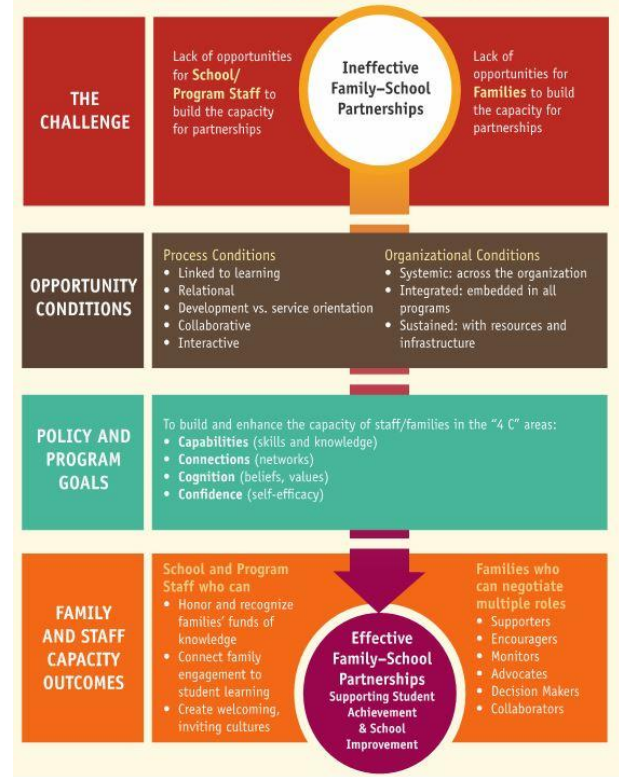 THE
CHALLENGE
Lack of opportunities
for School/
Program Staff to
build the capacity
for partnerships
Ineffective
Family–School
Partnerships
Lack of
opportunities for
Families to build
the capacity for
partnerships
OPPORTUNITY
CONDITIONS
Process Conditions
• Linked to learning
• Relational
• Development vs. service orientation
• Collaborative
• Interactive
Organizational Conditions
• Systemic: across the organization
• Integrated: embedded in all
programs
• Sustained: with resources and
infrastructure
POLICY AND
PROGRAM
GOALS
To build and enhance the capacity of staff/families in the “4 C” areas:
• Capabilities (skills and knowledge)
• Connections (networks)
• Cognition (beliefs, values)
• Confidence (self-efficacy)
FAMILY
AND STAFF
CAPACITY
OUTCOMES
School and Program
Staff who can
• Honor and recognize
families’ funds of
knowledge
• Connect family
engagement to
student learning
• Create welcoming,
inviting cultures
Effective
Family–School
Partnerships
Supporting Student
Achievement
& School
Improvement
Families who
can negotiate
multiple roles
• Supporters
• Encouragers
• Monitors
• Advocates
• Decision Makers
• Collaborators